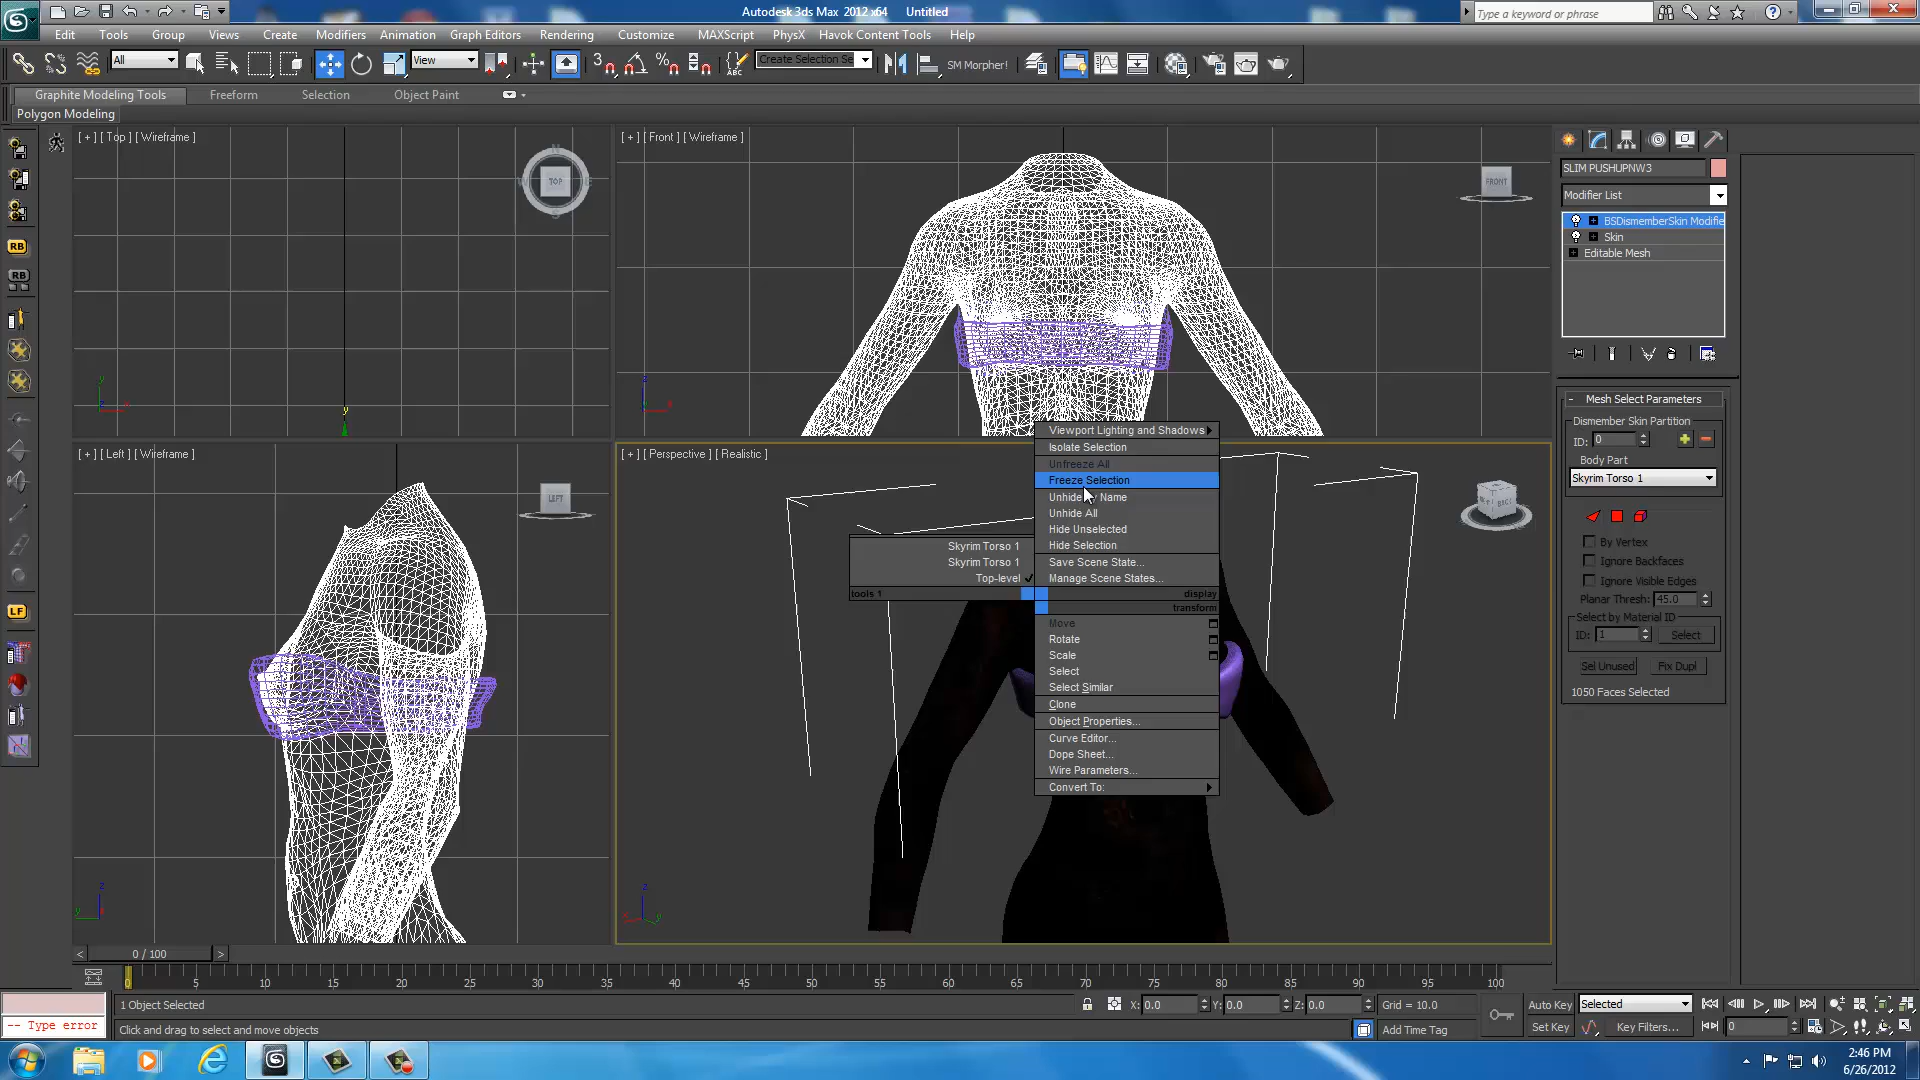 Autodesk 3ds Max 2012 x64 Untitled
Type a keyword or phrase
Edit Tools Group Views Create Modifiers Animation Graph Editors Rendering Customize MAXScript PhysX Havok Content Tools Help
All View ABC Create Selection Se SM Morpher!
Graphite Modeling Tools Freeform Selection Object Paint
Polygon Modeling
[ + ] [ Top ] [ Wireframe ]
TOP
[ + ] [ Front ] [ Wireframe ]
FRONT
[ + ] [ Left ] [ Wireframe ]
LEFT
[ + ] [ Perspective ] [ Realistic ]
RB
RB
LF
SLIM PUSHUPNW3
Modifier List
BSDismemberSkin Modifie
Skin
Editable Mesh
Mesh Select Parameters
Dismember Skin Partition
ID: 0
Body Part
Skyrim Torso 1
By Vertex
Ignore Backfaces
Ignore Visible Edges
Planar Thresh: 45.0
Select by Material ID
ID: 1 Select
Sel Unused Fix Dupl
1050 Faces Selected
Viewport Lighting and Shadows
Isolate Selection
Unfreeze All
Freeze Selection
Unhide by Name
Unhide All
Hide Unselected
Hide Selection
Save Scene State...
Manage Scene States...
display
transform
Skyrim Torso 1
Skyrim Torso 1
Top-level
tools 1
Move
Rotate
Scale
Select
Select Similar
Clone
Object Properties...
Curve Editor...
Dope Sheet...
Wire Parameters...
Convert To:
< 0 / 100 >
0 5 10 15 20 25 30 35 40 45 50 55 60 65 70 75 80 85 90 95 100
1 Object Selected X: 0.0 Y: 0.0 Z: 0.0 Grid = 10.0 Auto Key Selected
-- Type error Click and drag to select and move objects Add Time Tag Set Key Key Filters... 0
2:46 PM
6/26/2012